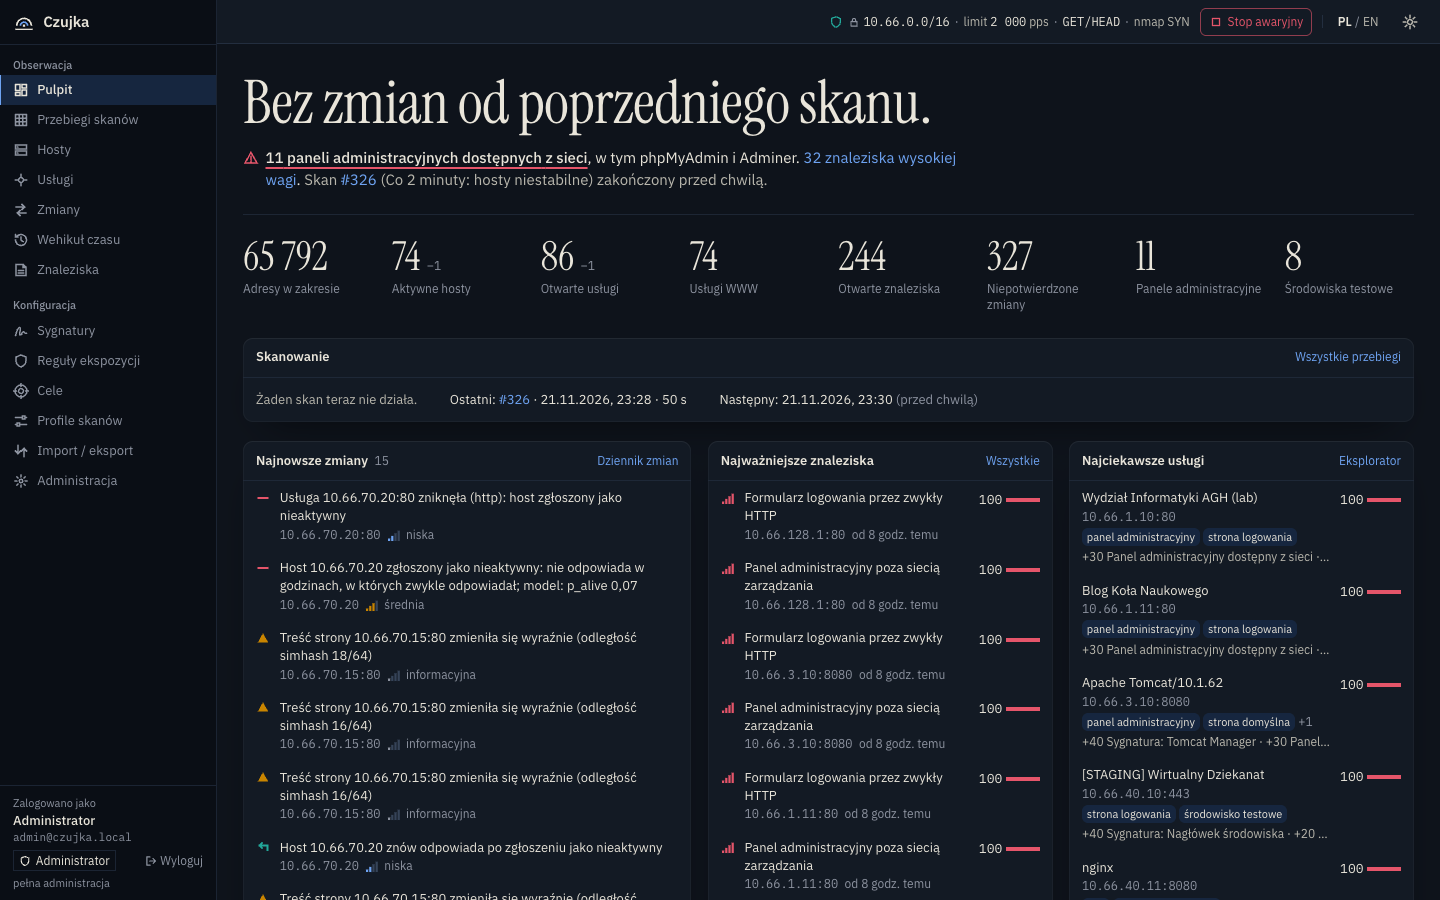 Czujka
10.66.0.0/16 · limit 2 000 pps · GET/HEAD · nmap SYN
Stop awaryjny
PL / EN
Obserwacja
Pulpit
Przebiegi skanów
Hosty
Usługi
Zmiany
Wehikuł czasu
Znaleziska
Konfiguracja
Sygnatury
Reguły ekspozycji
Cele
Profile skanów
Import / eksport
Administracja
Zalogowano jako
Administrator
admin@czujka.local
Administrator
Wyloguj
pełna administracja
Bez zmian od poprzedniego skanu.
11 paneli administracyjnych dostępnych z sieci, w tym phpMyAdmin i Adminer. 32 znaleziska wysokiej
wagi. Skan #326 (Co 2 minuty: hosty niestabilne) zakończony przed chwilą.
65 792
Adresy w zakresie
74 −1
Aktywne hosty
86 −1
Otwarte usługi
74
Usługi WWW
244
Otwarte znaleziska
327
Niepotwierdzone
zmiany
11
Panele administracyjne
8
Środowiska testowe
Skanowanie
Wszystkie przebiegi
Żaden skan teraz nie działa.
Ostatni: #326 · 21.11.2026, 23:28 · 50 s
Następny: 21.11.2026, 23:30 (przed chwilą)
Najnowsze zmiany 15
Dziennik zmian
Usługa 10.66.70.20:80 zniknęła (http): host zgłoszony jako
nieaktywny
10.66.70.20:80 niska
Host 10.66.70.20 zgłoszony jako nieaktywny: nie odpowiada w
godzinach, w których zwykle odpowiadał; model: p_alive 0,07
10.66.70.20 średnia
Treść strony 10.66.70.15:80 zmieniła się wyraźnie (odległość
simhash 18/64)
10.66.70.15:80 informacyjna
Treść strony 10.66.70.15:80 zmieniła się wyraźnie (odległość
simhash 16/64)
10.66.70.15:80 informacyjna
Treść strony 10.66.70.15:80 zmieniła się wyraźnie (odległość
simhash 16/64)
10.66.70.15:80 informacyjna
Host 10.66.70.20 znów odpowiada po zgłoszeniu jako nieaktywny
10.66.70.20 niska
Treść strony 10.66.70.15:80 zmieniła się wyraźnie (odległość
Najważniejsze znaleziska
Wszystkie
Formularz logowania przez zwykły
HTTP
100
10.66.128.1:80 od 8 godz. temu
Panel administracyjny poza siecią
zarządzania
100
10.66.128.1:80 od 8 godz. temu
Formularz logowania przez zwykły
HTTP
100
10.66.3.10:8080 od 8 godz. temu
Panel administracyjny poza siecią
zarządzania
100
10.66.3.10:8080 od 8 godz. temu
Formularz logowania przez zwykły
HTTP
100
10.66.1.11:80 od 8 godz. temu
Panel administracyjny poza siecią
zarządzania
100
10.66.1.11:80 od 8 godz. temu
Najciekawsze usługi
Eksplorator
Wydział Informatyki AGH (lab)
100
10.66.1.10:80
panel administracyjny strona logowania
+30 Panel administracyjny dostępny z sieci ·...
Blog Koła Naukowego
100
10.66.1.11:80
panel administracyjny strona logowania
+30 Panel administracyjny dostępny z sieci ·...
Apache Tomcat/10.1.62
100
10.66.3.10:8080
panel administracyjny strona domyślna +1
+40 Sygnatura: Tomcat Manager · +30 Panel...
[STAGING] Wirtualny Dziekanat
100
10.66.40.10:443
strona logowania środowisko testowe
+40 Sygnatura: Nagłówek środowiska · +20 ...
nginx
100
10.66.40.11:8080